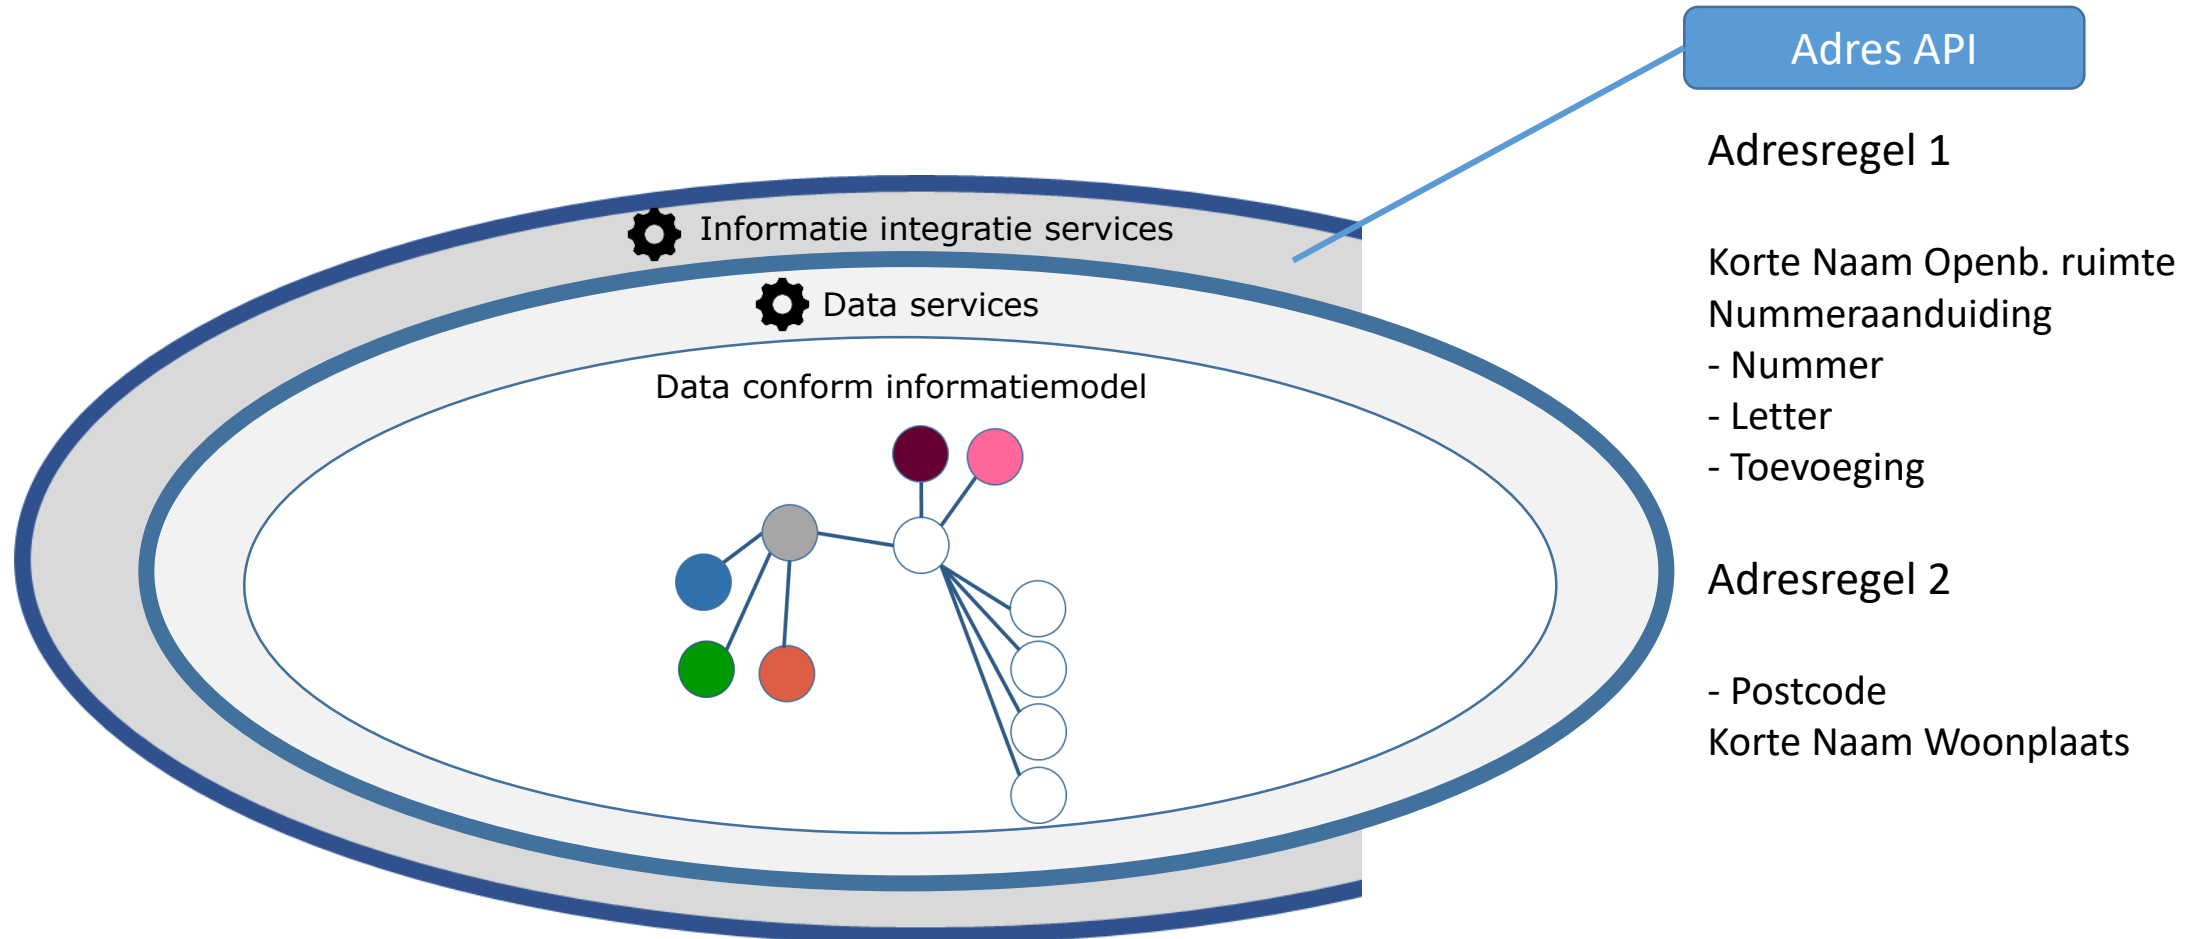 Adres API
Informatie integratie services
Data services
Data conform informatiemodel
Adresregel 1
Korte Naam Openb. ruimte
Nummeraanduiding
- Nummer
- Letter
- Toevoeging
Adresregel 2
- Postcode
Korte Naam Woonplaats